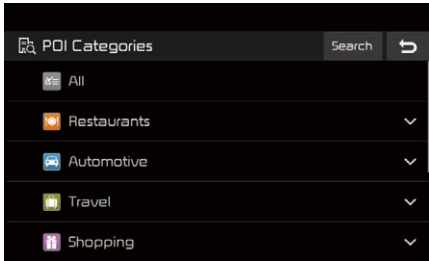 POI Categories Search
All
Restaurants
Automotive
Travel
Shopping